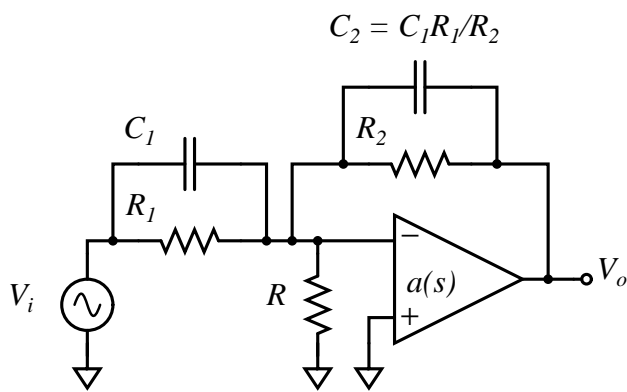 C₂ = C₁R₁/R₂
C₁
R₂
R₁
Vᵢ
R
−
a(s)
+
Vₒ